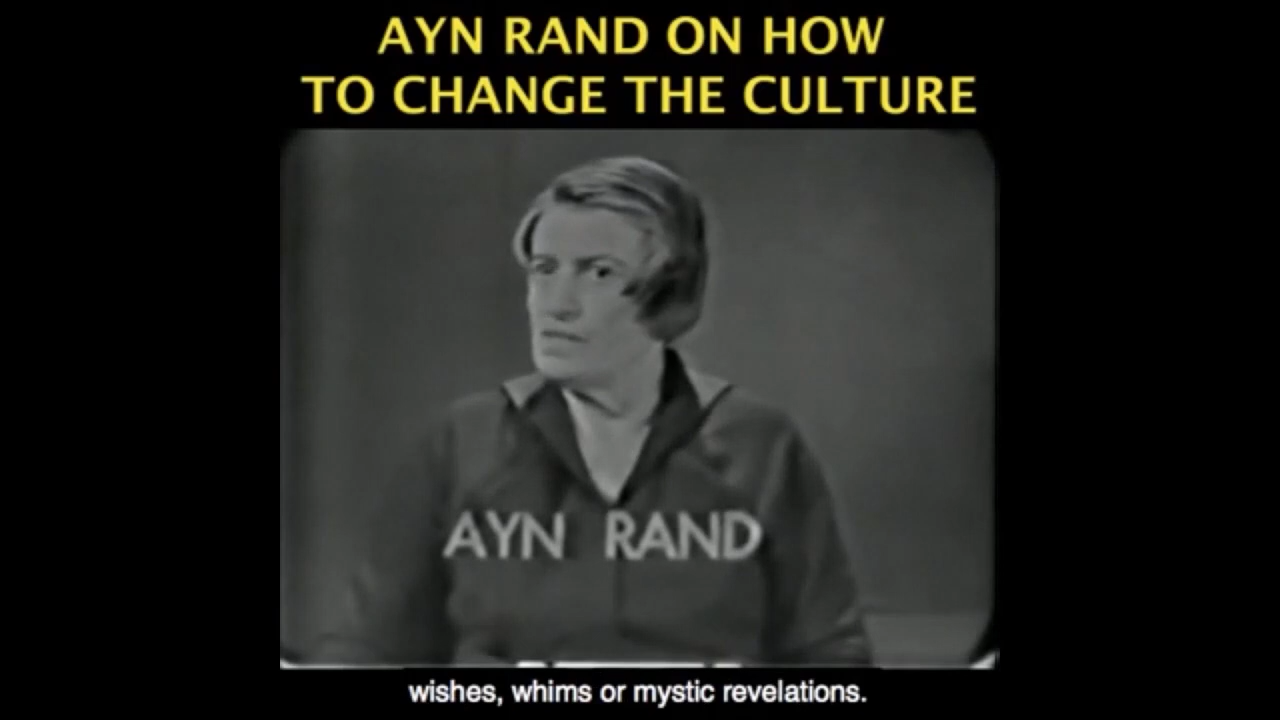 AYN RAND ON HOW
TO CHANGE THE CULTURE
AYN RAND
wishes, whims or mystic revelations.